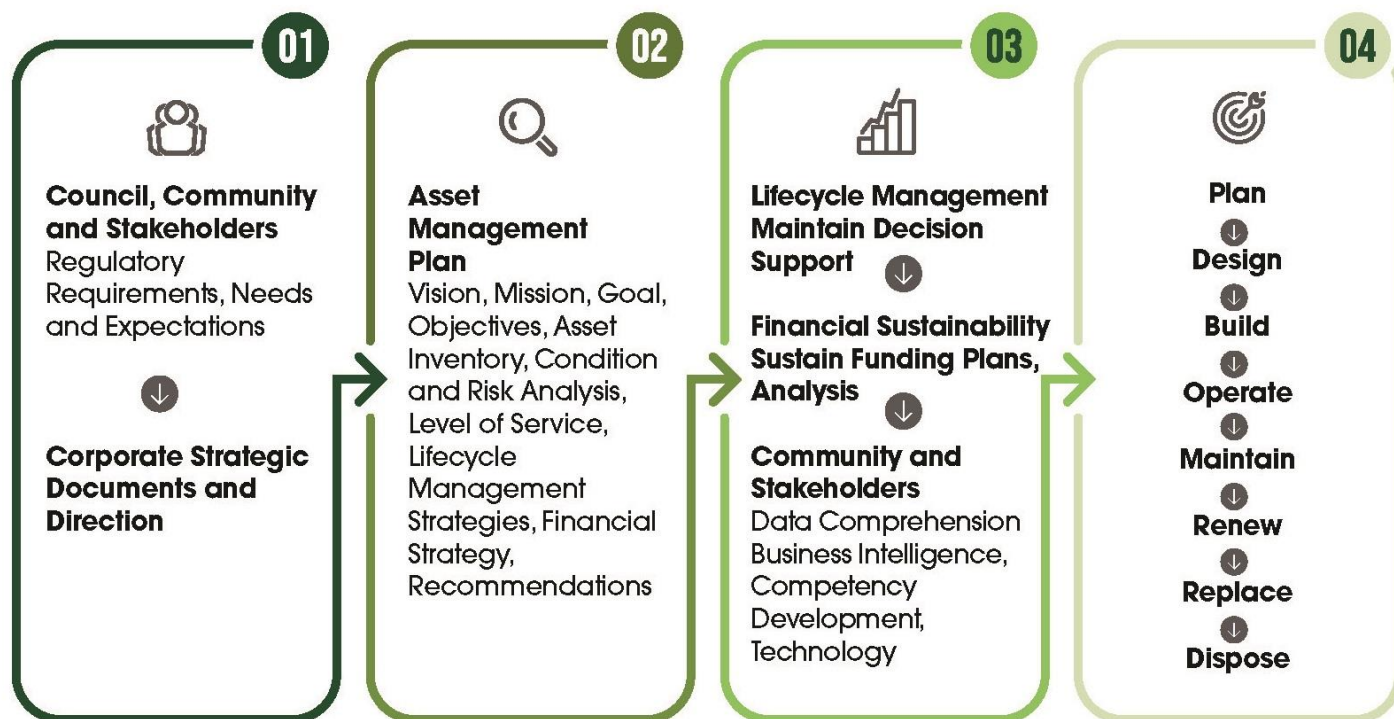 01
Council, Community
and Stakeholders
Regulatory
Requirements, Needs
and Expectations
Corporate Strategic
Documents and
Direction
02
Asset
Management
Plan
Vision, Mission, Goal,
Objectives, Asset
Inventory, Condition
and Risk Analysis,
Level of Service,
Lifecycle
Management
Strategies, Financial
Strategy,
Recommendations
03
Lifecycle Management
Maintain Decision
Support
Financial Sustainability
Sustain Funding Plans,
Analysis
Community and
Stakeholders
Data Comprehension
Business Intelligence,
Competency
Development,
Technology
04
Plan
Design
Build
Operate
Maintain
Renew
Replace
Dispose